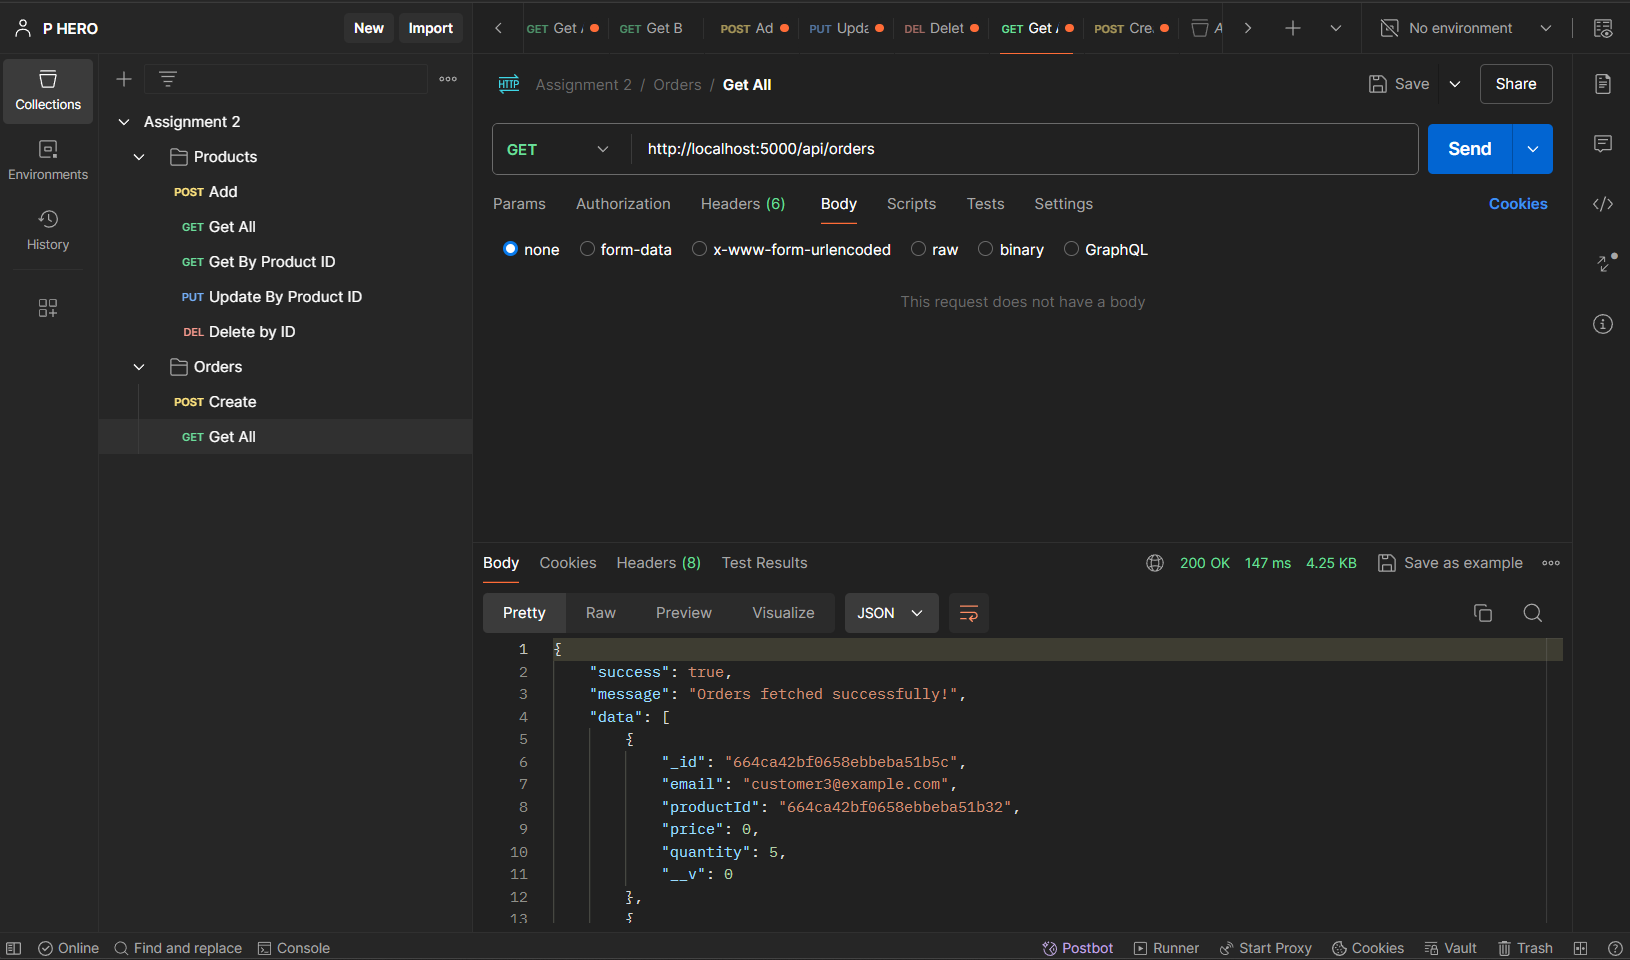 P HERO
New
Import
GET Get
GET Get B
POST Ad
PUT Upda
DEL Delet
GET Get
POST Cre
No environment
Collections
Environments
History
Assignment 2
Products
POST Add
GET Get All
GET Get By Product ID
PUT Update By Product ID
DEL Delete by ID
Orders
POST Create
GET Get All
HTTP Assignment 2 / Orders / Get All
Save
Share
GET http://localhost:5000/api/orders
Send
Params Authorization Headers (6) Body Scripts Tests Settings
Cookies
none form-data x-www-form-urlencoded raw binary GraphQL
This request does not have a body
Body Cookies Headers (8) Test Results
200 OK 147 ms 4.25 KB Save as example
Pretty Raw Preview Visualize JSON
1 {
2 "success": true,
3 "message": "Orders fetched successfully!",
4 "data": [
5 {
6 "_id": "664ca42bf0658ebbeba51b5c",
7 "email": "customer3@example.com",
8 "productId": "664ca42bf0658ebbeba51b32",
9 "price": 0,
10 "quantity": 5,
11 "__v": 0
12 },
13 {
Online Find and replace Console
Postbot Runner Start Proxy Cookies Vault Trash